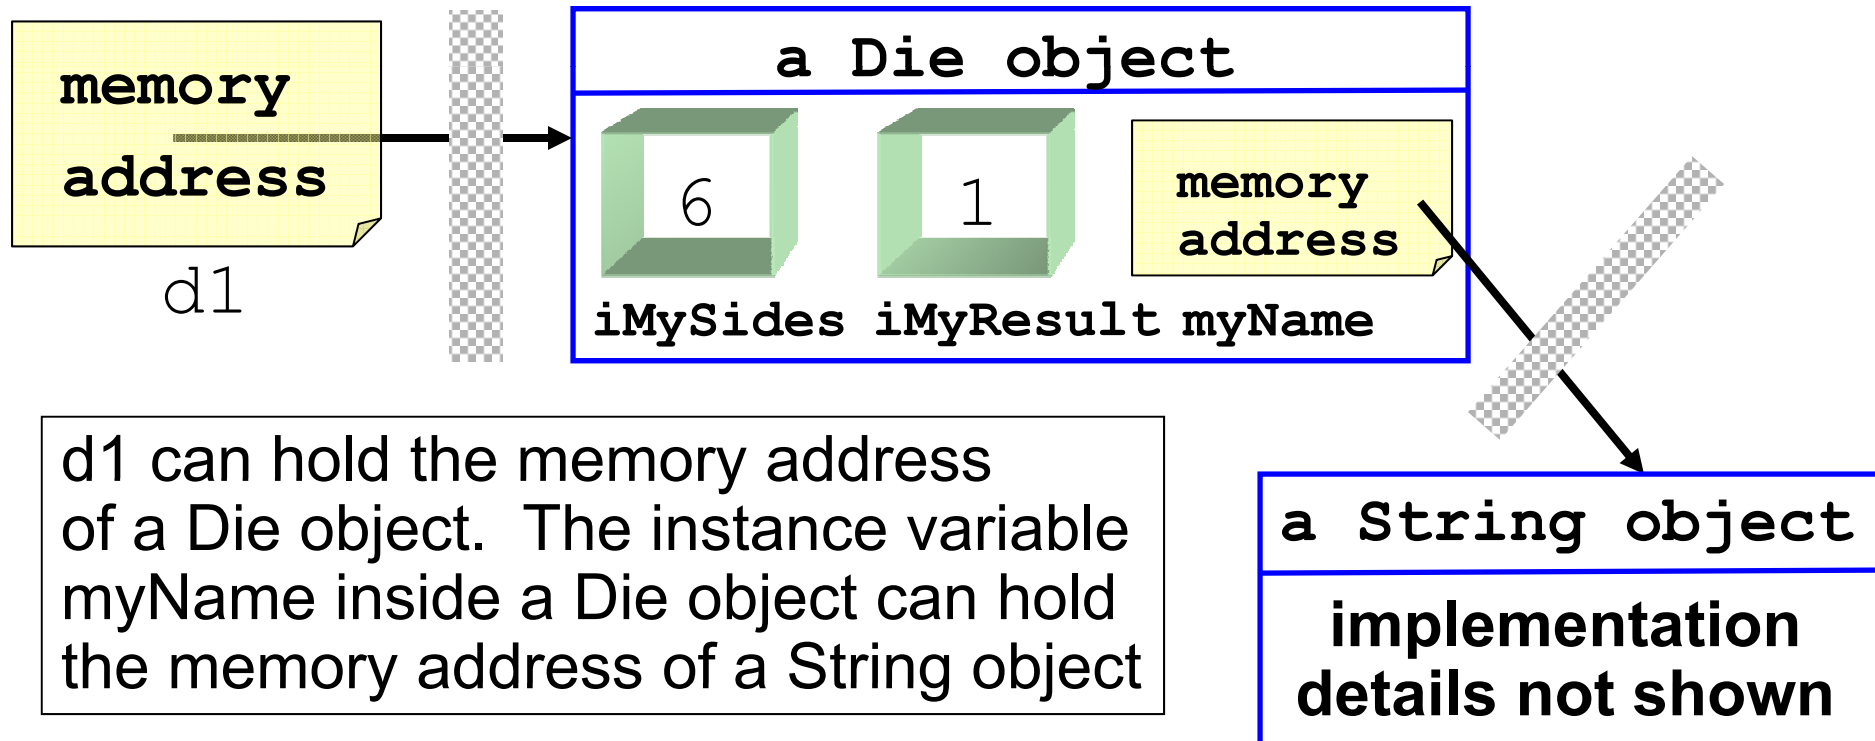 memory
address
d1
a Die object
6
1
memory
address
iMySides iMyResult myName
d1 can hold the memory address
of a Die object.  The instance variable
myName inside a Die object can hold
the memory address of a String object
a String object
implementation
details not shown